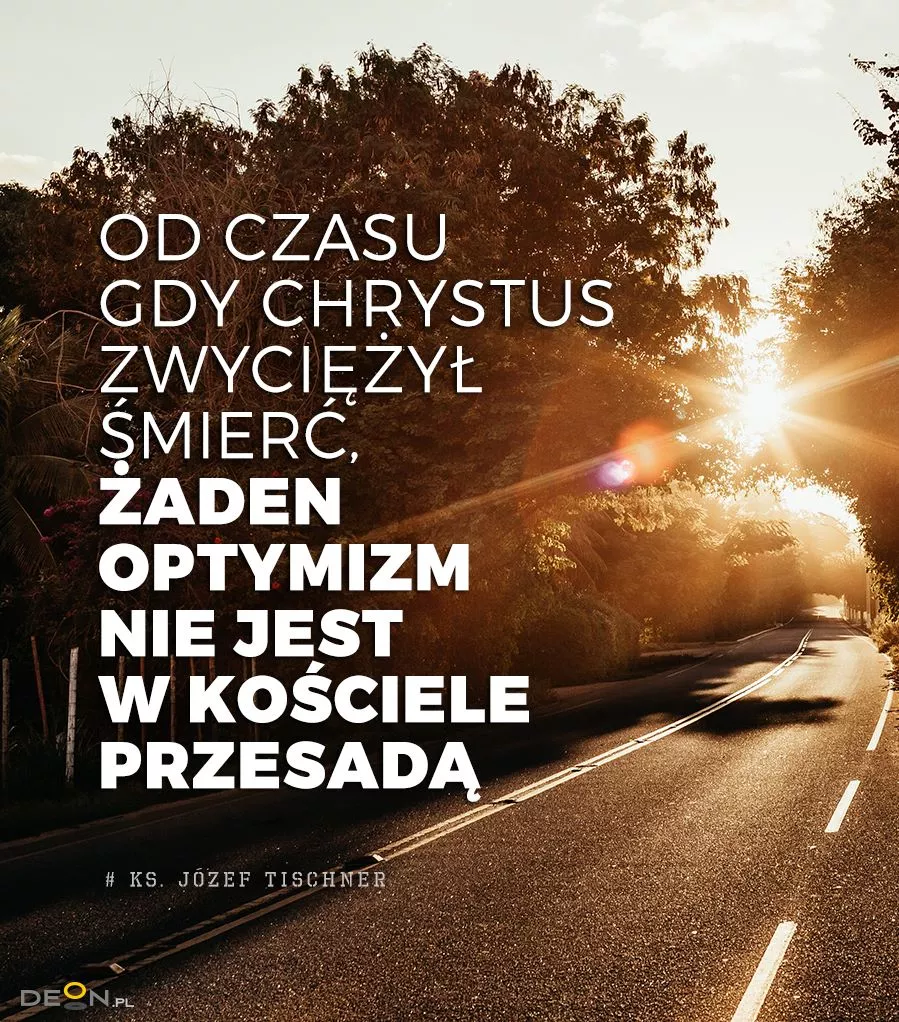 OD CZASU
GDY CHRYSTUS
ZWYCIĘŻYŁ
ŚMIERĆ,
ŻADEN
OPTYMIZM
NIE JEST
W KOŚCIELE
PRZESADĄ
# KS. JÓZEF TISCHNER
DEON.PL